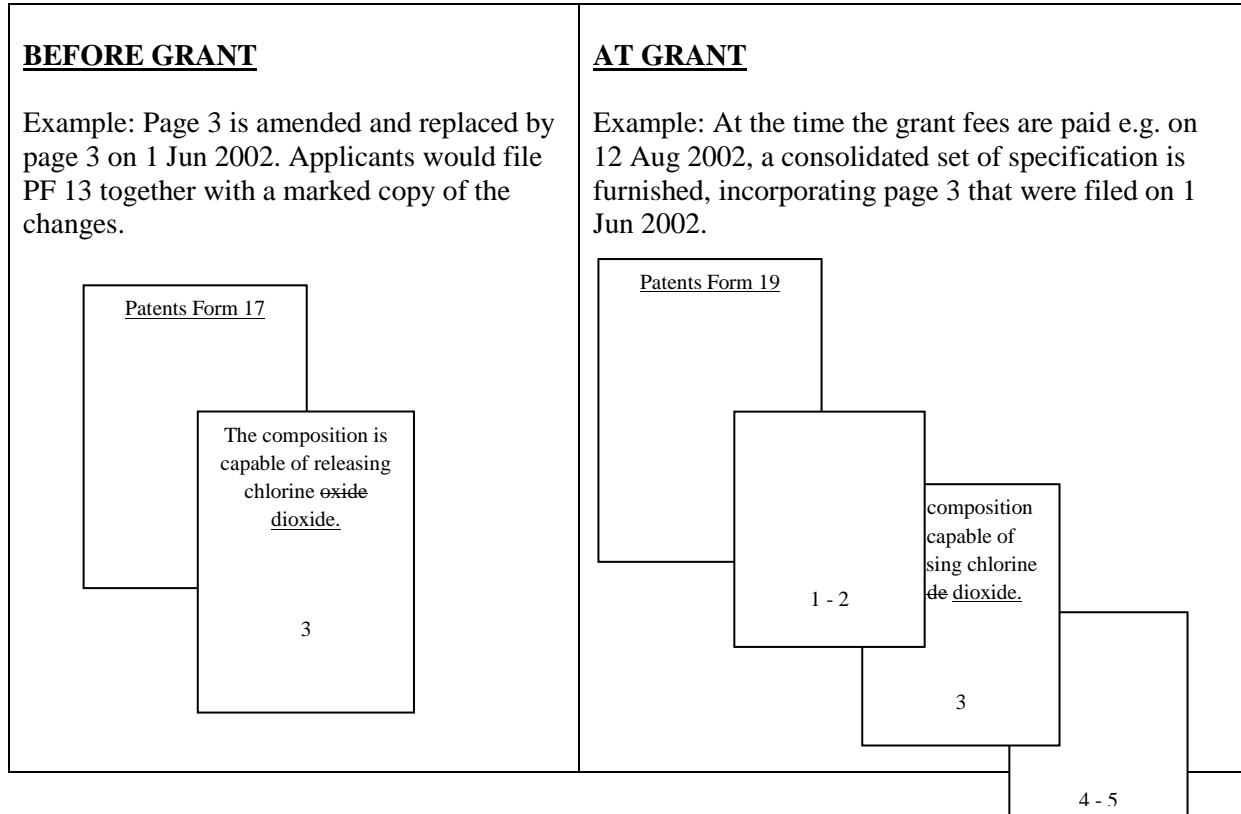 BEFORE GRANT
Example: Page 3 is amended and replaced by
page 3 on 1 Jun 2002. Applicants would file
PF 13 together with a marked copy of the
changes.
Patents Form 17
The composition is
capable of releasing
chlorine oxide
dioxide.
3
AT GRANT
Example: At the time the grant fees are paid e.g. on
12 Aug 2002, a consolidated set of specification is
furnished, incorporating page 3 that were filed on 1
Jun 2002.
Patents Form 19
1 - 2
composition
capable of
sing chlorine
de dioxide.
3
4 - 5